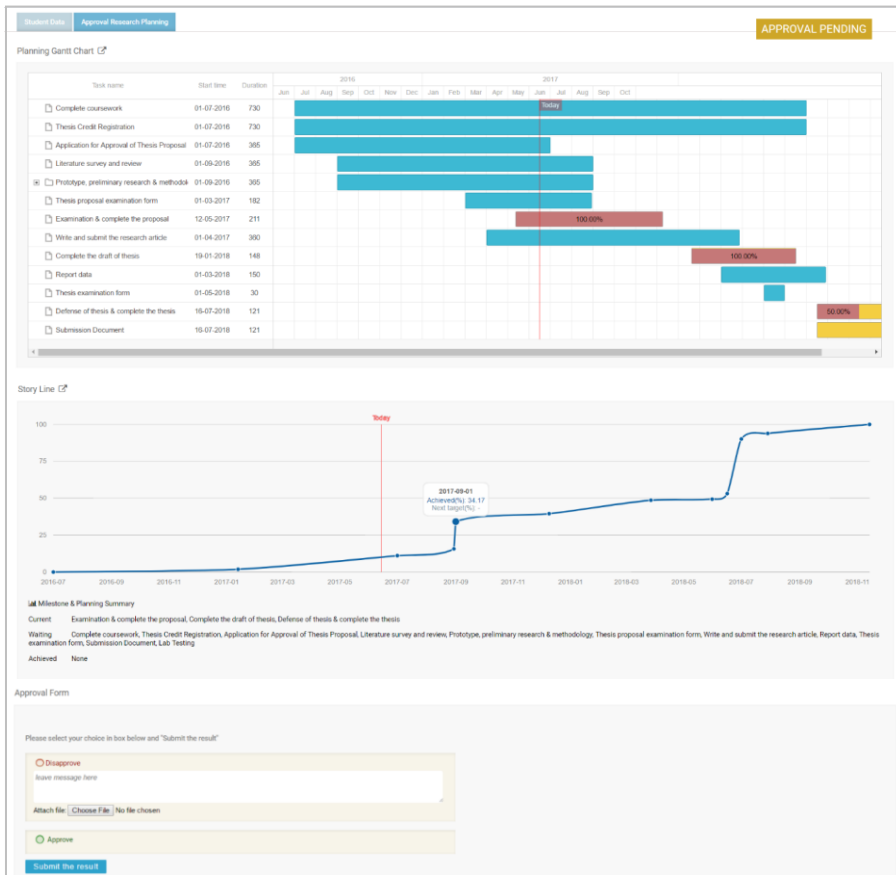 Student Data Approval Research Planning
APPROVAL PENDING
Planning Gantt Chart
Task name Start time Duration 2016 2017
Jun Jul Aug Sep Oct Nov Dec Jan Feb Mar Apr May Jun Jul Aug Sep Oct
Today
Complete coursework 01-07-2016 730
Thesis Credit Registration 01-07-2016 730
Application for Approval of Thesis Proposal 01-07-2016 365
Literature survey and review 01-09-2016 365
Prototype, preliminary research & methodol 01-09-2016 365
Thesis proposal examination form 01-03-2017 182
Examination & complete the proposal 12-05-2017 211 100.00%
Write and submit the research article 01-04-2017 360
Complete the draft of thesis 19-01-2018 148 100.00%
Report data 01-03-2018 150
Thesis examination form 01-05-2018 30
Defense of thesis & complete the thesis 16-07-2018 121 50.00%
Submission Document 16-07-2018 121
Story Line
Today
100
75
50
25
0
2017-09-01
Achieved(%): 34.17
Next target(%) -
2016-07 2016-09 2016-11 2017-01 2017-03 2017-05 2017-07 2017-09 2017-11 2018-01 2018-03 2018-05 2018-07 2018-09 2018-11
Milestone & Planning Summary
Current Examination & complete the proposal, Complete the draft of thesis, Defense of thesis & complete the thesis
Waiting Complete coursework, Thesis Credit Registration, Application for Approval of Thesis Proposal, Literature survey and review, Prototype, preliminary research & methodology, Thesis proposal examination form, Write and submit the research article, Report data, Thesis
examination form, Submission Document, Lab Testing
Achieved None
Approval Form
Please select your choice in box below and "Submit the result"
Disapprove
leave message here
Attach file: Choose File No file chosen
Approve
Submit the result